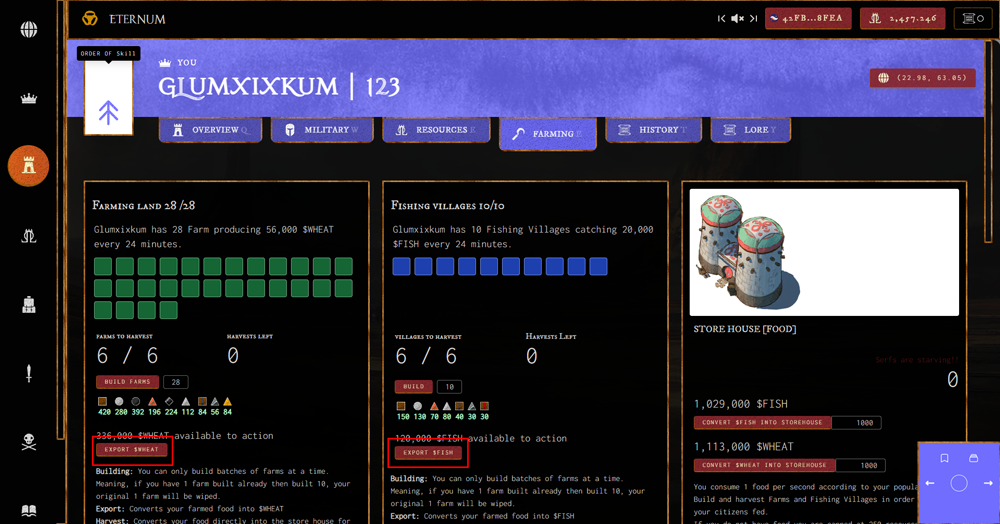 ETERNUM
42FB...8FEA
2,457.246
0
ORDER OF Skill
YOU
GLUMXIXKUM | 123
(22.98, 63.05)
OVERVIEW Q
MILITARY W
RESOURCES R
FARMING E
HISTORY T
LORE Y
Farming land 28 /28
Glumxixkum has 28 Farm producing 56,000 $WHEAT
every 24 minutes.
FARMS TO HARVEST
HARVESTS LEFT
6 / 6
0
BUILD FARMS
28
420 280 392 196 224 112 84 56 84
336,000 $WHEAT available to action
EXPORT $WHEAT
Building: You can only build batches of farms at a time.
Meaning, if you have 1 farm built already then built 10, your
original 1 farm will be wiped.
Export: Converts your farmed food into $WHEAT
Harvest: Converts your food directly into the store house for
Fishing villages 10/10
Glumxixkum has 10 Fishing Villages catching 20,000
$FISH every 24 minutes.
VILLAGES TO HARVEST
Harvests Left
6 / 6
0
BUILD
10
150 130 70 80 40 30 30
120,000 $FISH available to action
EXPORT $FISH
Building: You can only build batches of farms at a time.
Meaning, if you have 1 farm built already then built 10, your
original 1 farm will be wiped.
Export: Converts your farmed food into $FISH
STORE HOUSE [FOOD]
Serfs are starving!!
0
1,029,000 $FISH
CONVERT $FISH INTO STOREHOUSE
1000
1,113,000 $WHEAT
CONVERT $WHEAT INTO STOREHOUSE
1000
You consume 1 food per second according to your popula
Build and harvest Farms and Fishing Villages in order
your citizens fed.